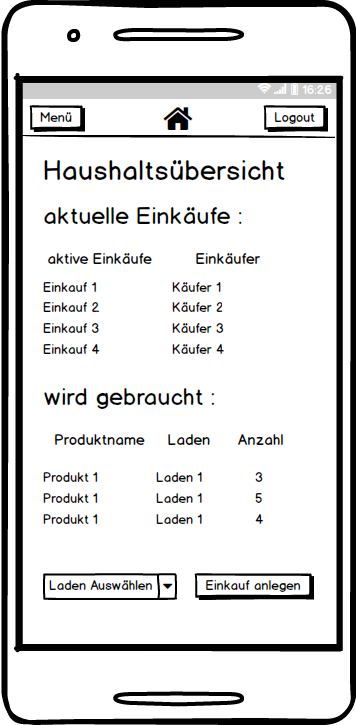 16:26
Menü Logout
Haushaltsübersicht
aktuelle Einkäufe :
aktive Einkäufe Einkäufer
Einkauf 1 Käufer 1
Einkauf 2 Käufer 2
Einkauf 3 Käufer 3
Einkauf 4 Käufer 4
wird gebraucht :
Produktname Laden Anzahl
Produkt 1 Laden 1 3
Produkt 1 Laden 1 5
Produkt 1 Laden 1 4
Laden Auswählen Einkauf anlegen